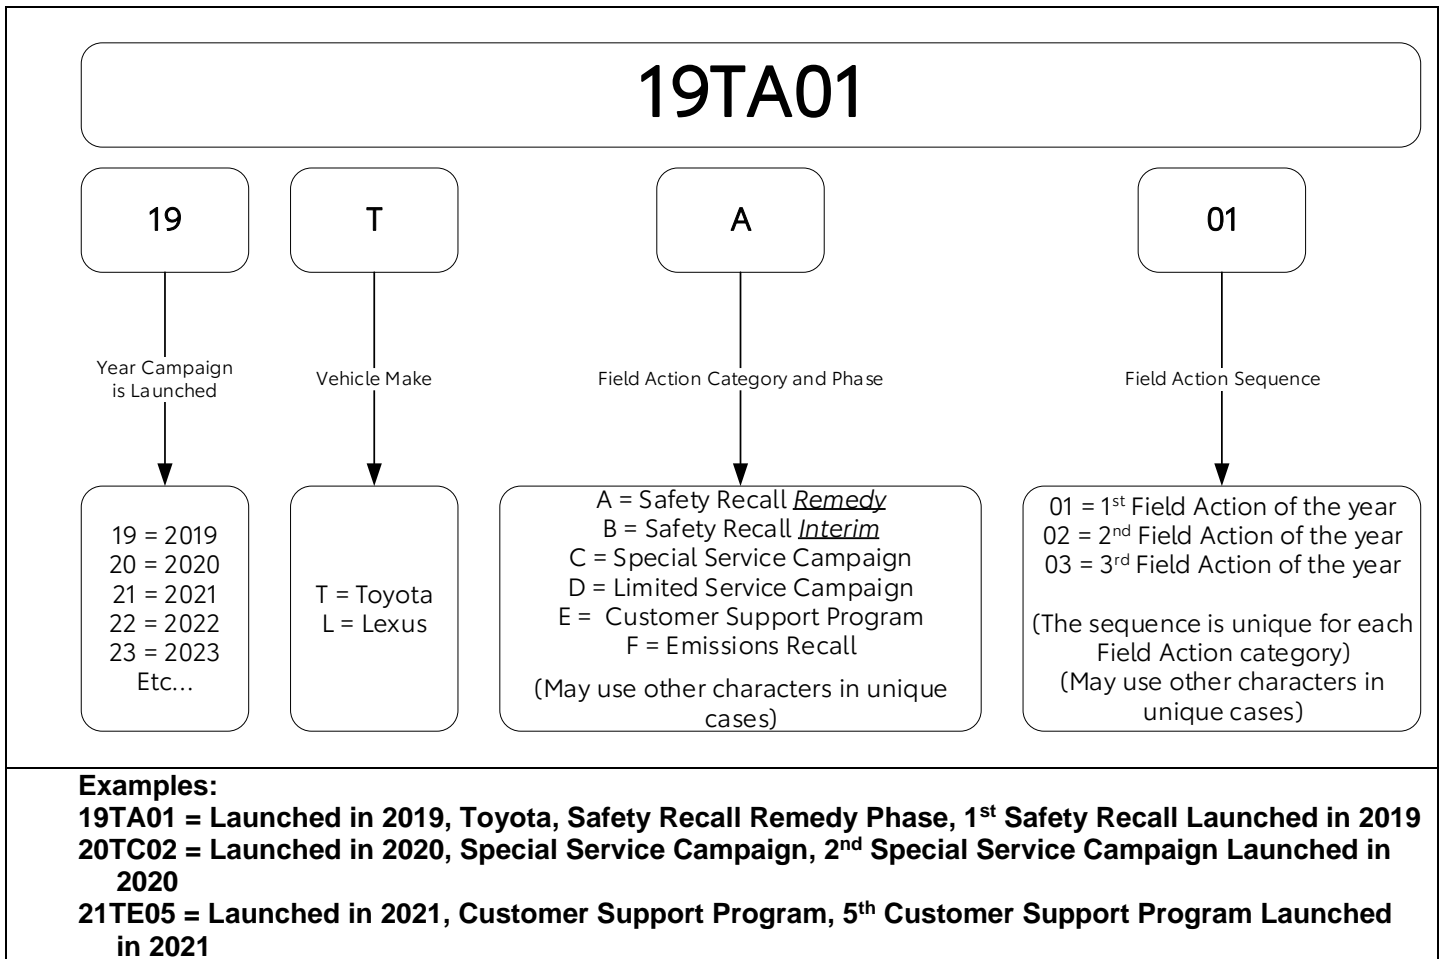 19TA01
19
T
A
01
Year Campaign
is Launched
Vehicle Make
Field Action Category and Phase
Field Action Sequence
19 = 2019
20 = 2020
21 = 2021
22 = 2022
23 = 2023
Etc...
T = Toyota
L = Lexus
A = Safety Recall Remedy
B = Safety Recall Interim
C = Special Service Campaign
D = Limited Service Campaign
E =  Customer Support Program
F = Emissions Recall
(May use other characters in unique
cases)
01 = 1st Field Action of the year
02 = 2nd Field Action of the year
03 = 3rd Field Action of the year
(The sequence is unique for each
Field Action category)
(May use other characters in
unique cases)
Examples:
19TA01 = Launched in 2019, Toyota, Safety Recall Remedy Phase, 1st Safety Recall Launched in 2019
20TC02 = Launched in 2020, Special Service Campaign, 2nd Special Service Campaign Launched in
2020
21TE05 = Launched in 2021, Customer Support Program, 5th Customer Support Program Launched
in 2021